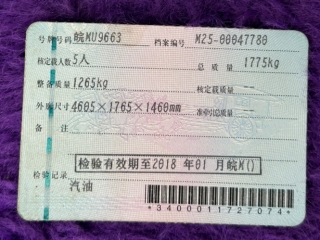 号牌号码 皖MU9663 档案编号 M25-00047780
核定载人数 5人 总质量 1775kg
整备质量 1265kg 核定载质量 --
外廓尺寸 4605×1765×1460mm 准牵引总质量 --
备注
检验有效期至2018年01月皖M()
检验记录
汽油
*3400011727074*